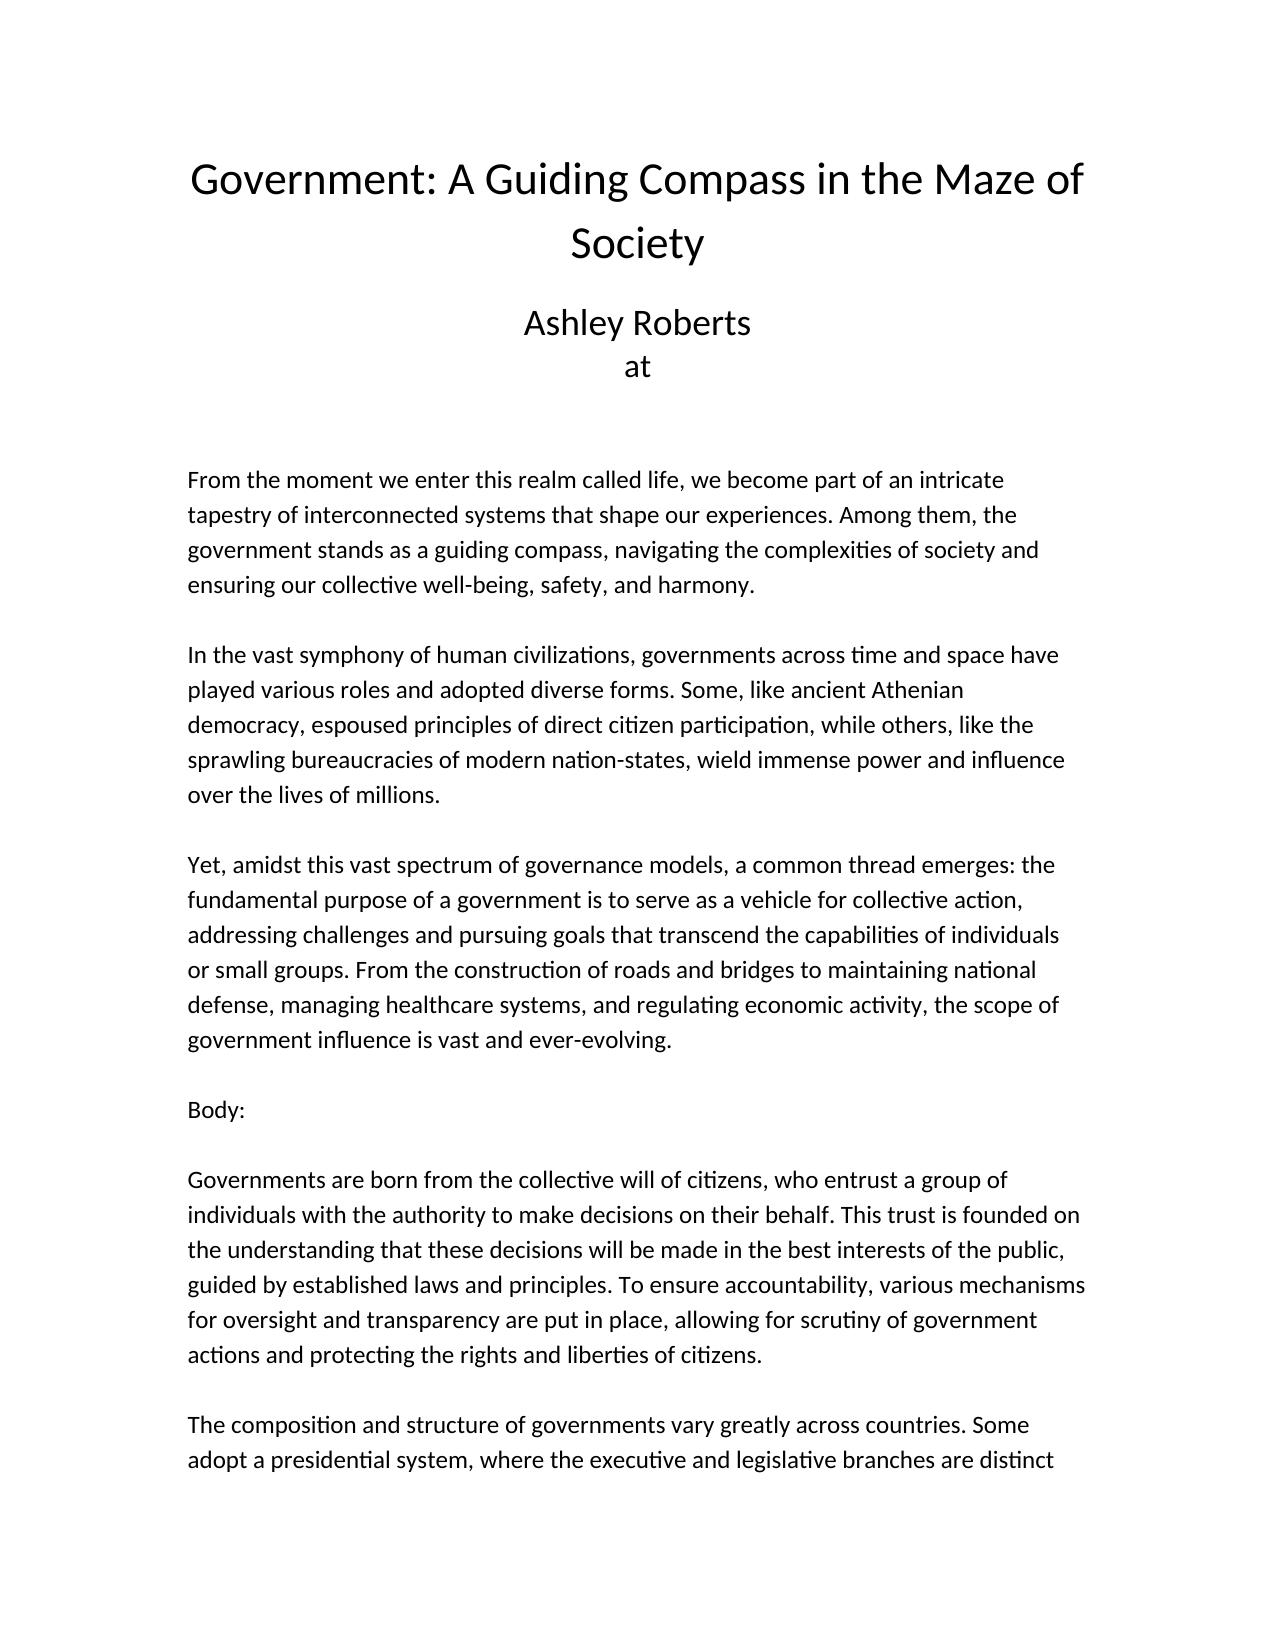 Government: A Guiding Compass in the Maze of
Society
Ashley Roberts
at
From the moment we enter this realm called life, we become part of an intricate
tapestry of interconnected systems that shape our experiences. Among them, the
government stands as a guiding compass, navigating the complexities of society and
ensuring our collective well-being, safety, and harmony.
In the vast symphony of human civilizations, governments across time and space have
played various roles and adopted diverse forms. Some, like ancient Athenian
democracy, espoused principles of direct citizen participation, while others, like the
sprawling bureaucracies of modern nation-states, wield immense power and influence
over the lives of millions.
Yet, amidst this vast spectrum of governance models, a common thread emerges: the
fundamental purpose of a government is to serve as a vehicle for collective action,
addressing challenges and pursuing goals that transcend the capabilities of individuals
or small groups. From the construction of roads and bridges to maintaining national
defense, managing healthcare systems, and regulating economic activity, the scope of
government influence is vast and ever-evolving.
Body:
Governments are born from the collective will of citizens, who entrust a group of
individuals with the authority to make decisions on their behalf. This trust is founded on
the understanding that these decisions will be made in the best interests of the public,
guided by established laws and principles. To ensure accountability, various mechanisms
for oversight and transparency are put in place, allowing for scrutiny of government
actions and protecting the rights and liberties of citizens.
The composition and structure of governments vary greatly across countries. Some
adopt a presidential system, where the executive and legislative branches are distinct